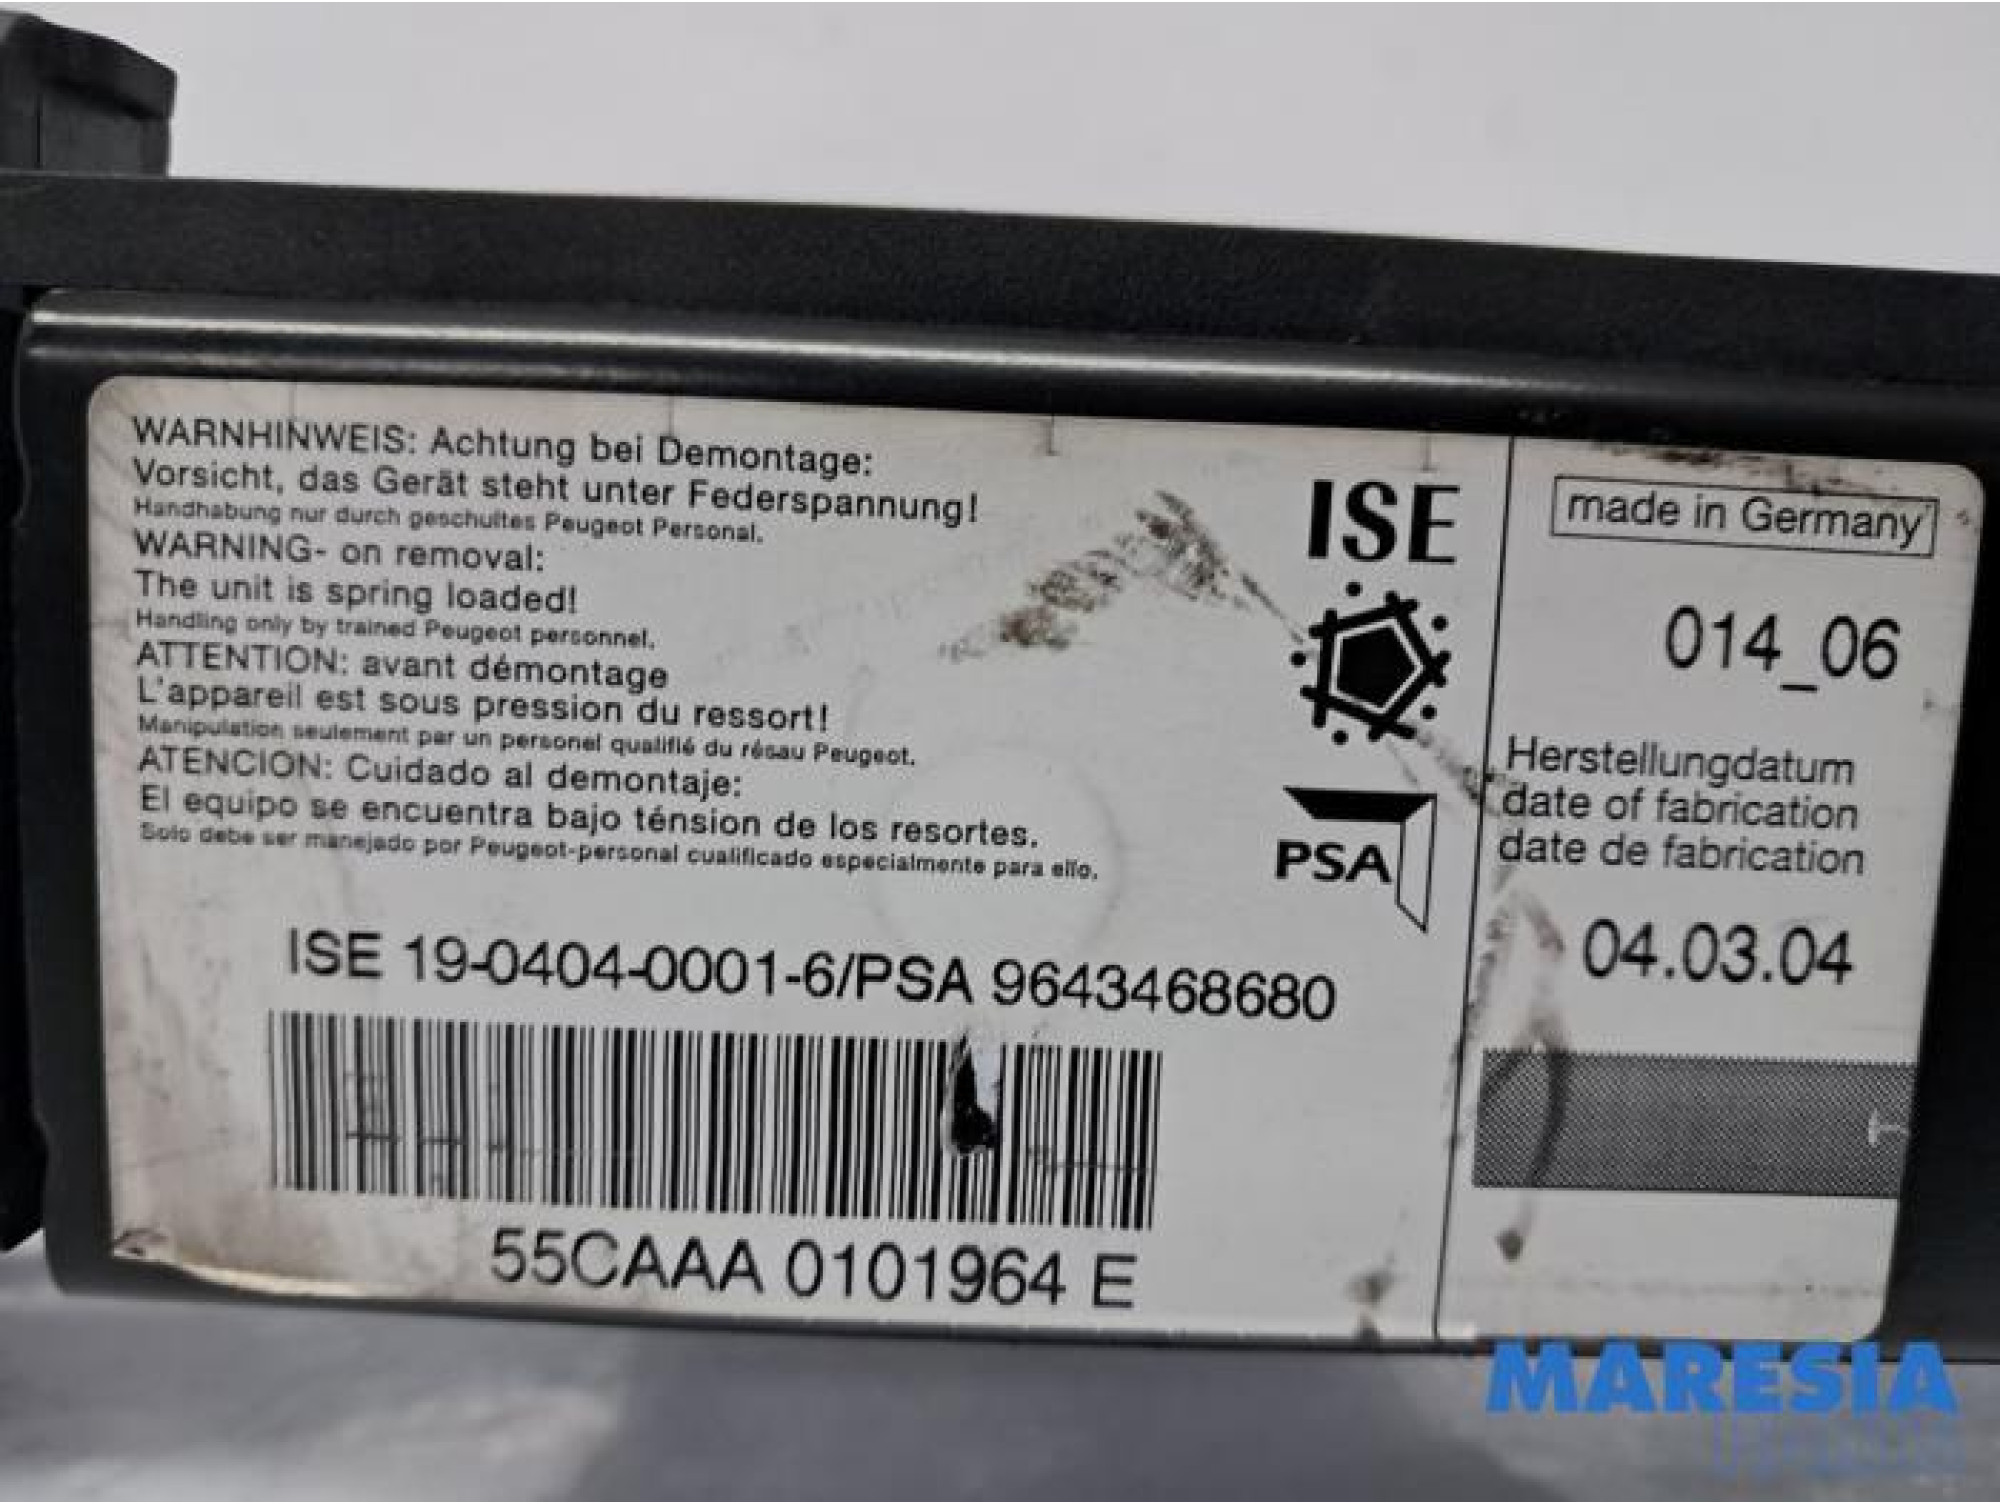 WARNHINWEIS: Achtung bei Demontage:
Vorsicht, das Gerät steht unter Federspannung!
Handhabung nur durch geschultes Peugeot Personal.
WARNING- on removal:
The unit is spring loaded!
Handling only by trained Peugeot personnel.
ATTENTION: avant démontage
L'appareil est sous pression du ressort!
Manipulation seulement par un personel qualifié du résau Peugeot.
ATENCION: Cuidado al demontaje:
El equipo se encuentra bajo ténsion de los resortes.
Solo debe ser manejado por Peugeot-personal cualificado especialmente para ello.
ISE
PSA
ISE 19-0404-0001-6/PSA 9643468680
55CAAA 0101964 E
made in Germany
014_06
Herstellungdatum
date of fabrication
date de fabrication
04.03.04
MARESIA